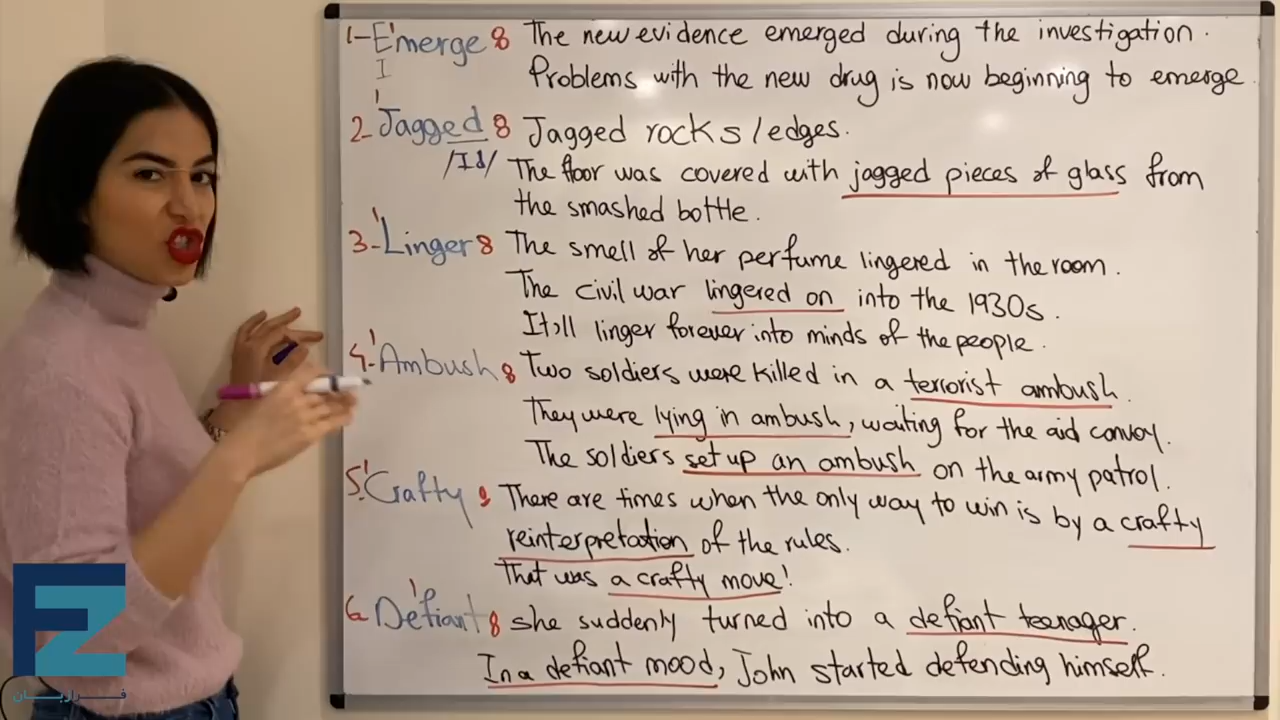 1- Emerge: The new evidence emerged during the investigation.
I
Problems with the new drug is now beginning to emerge.
2- Jagged: Jagged rocks/edges.
/Id/
The floor was covered with jagged pieces of glass from
the smashed bottle.
3- Linger: The smell of her perfume lingered in the room.
The civil war lingered on into the 1930s.
It'll linger forever into minds of the people.
4- Ambush: Two soldiers were killed in a terrorist ambush.
They were lying in ambush, waiting for the aid convoy.
The soldiers set up an ambush on the army patrol.
5- Crafty: There are times when the only way to win is by a crafty
reinterpretation of the rules.
That was a crafty move!
6- Defiant: she suddenly turned into a defiant teenager.
In a defiant mood, John started defending himself.
FZ
فرازبان